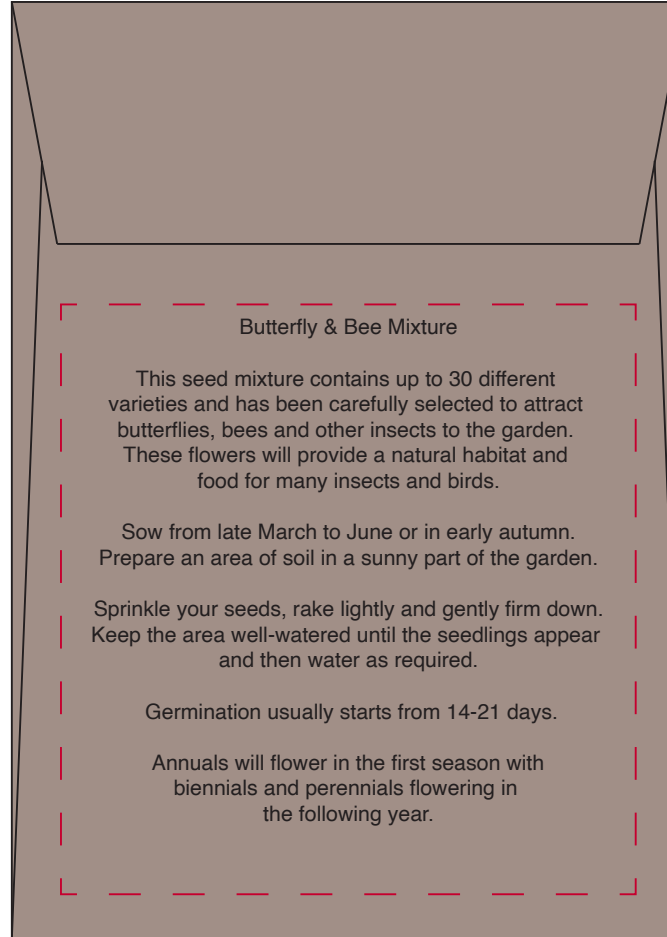 Butterfly & Bee Mixture
This seed mixture contains up to 30 different
varieties and has been carefully selected to attract
butterflies, bees and other insects to the garden.
These flowers will provide a natural habitat and
food for many insects and birds.
Sow from late March to June or in early autumn.
Prepare an area of soil in a sunny part of the garden.
Sprinkle your seeds, rake lightly and gently firm down.
Keep the area well-watered until the seedlings appear
and then water as required.
Germination usually starts from 14-21 days.
Annuals will flower in the first season with
biennials and perennials flowering in
the following year.